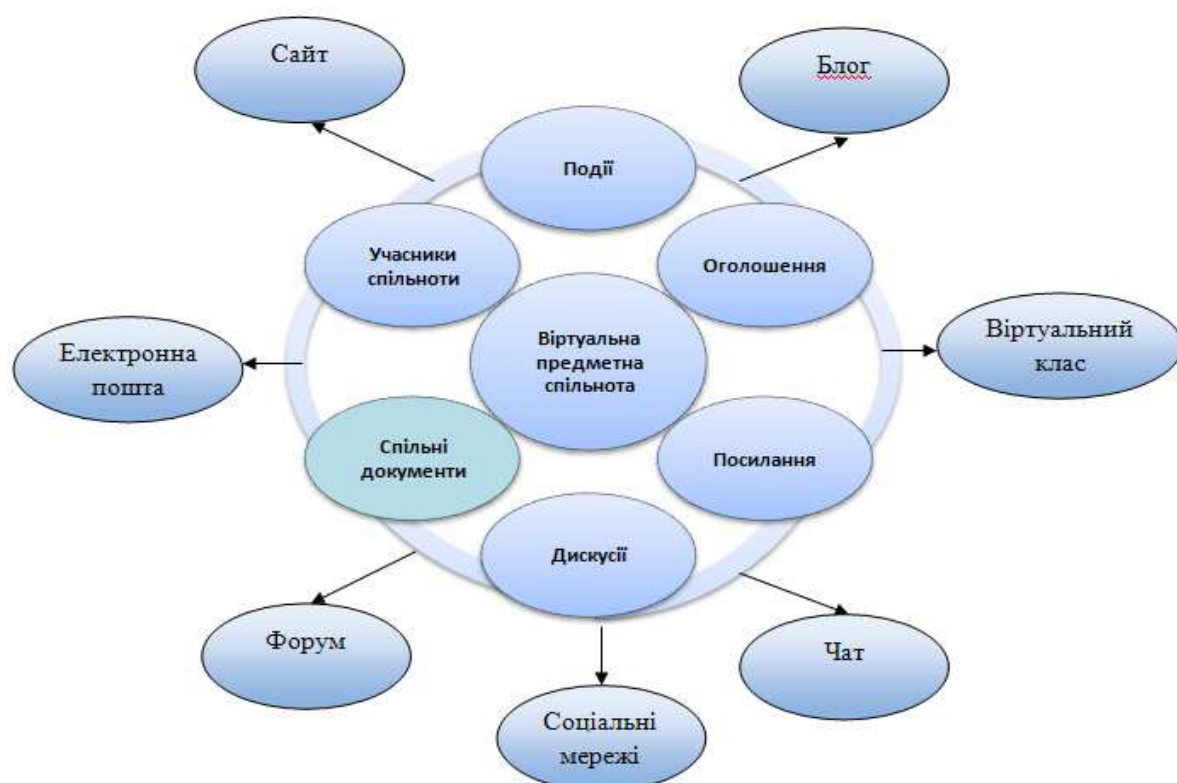 Сайт
Блог
Події
Учасники
спільноти
Оголошення
Віртуальна
предметна
спільнота
Електронна
пошта
Віртуальний
клас
Спільні
документи
Посилання
Дискусії
Форум
Чат
Соціальні
мережі